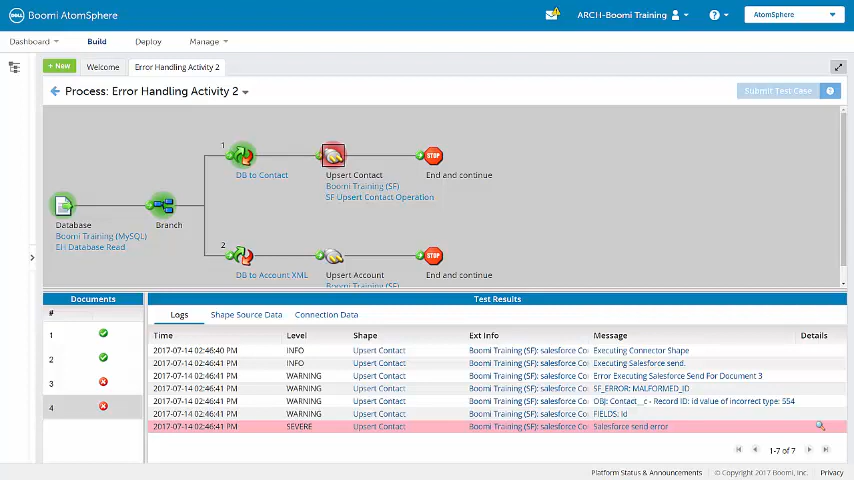 DELL Boomi AtomSphere
ARCH-Boomi Training
AtomSphere
Dashboard Build Deploy Manage
+ New Welcome Error Handling Activity 2
Process: Error Handling Activity 2
Submit Test Case
1
DB to Contact
Upsert Contact
Boomi Training (SF)
SF Upsert Contact Operation
STOP
End and continue
Database
Boomi Training (MySQL)
EH Database Read
Branch
2
DB to Account XML
Upsert Account
Boomi Training (SF)
STOP
End and continue
Documents
#
1
2
3
4
Test Results
Logs Shape Source Data Connection Data
Time Level Shape Ext Info Message Details
2017-07-14 02:46:40 PM INFO Upsert Contact Boomi Training (SF): salesforce Co Executing Connector Shape
2017-07-14 02:46:41 PM INFO Upsert Contact Boomi Training (SF): salesforce Co Executing Salesforce send.
2017-07-14 02:46:41 PM WARNING Upsert Contact Boomi Training (SF): salesforce Co Error Executing Salesforce Send For Document 3
2017-07-14 02:46:41 PM WARNING Upsert Contact Boomi Training (SF): salesforce Co SF_ERROR: MALFORMED_ID
2017-07-14 02:46:41 PM WARNING Upsert Contact Boomi Training (SF): salesforce Co OBJ: Contact__c - Record ID: id value of incorrect type: 554
2017-07-14 02:46:41 PM WARNING Upsert Contact Boomi Training (SF): salesforce Co FIELDS: Id
2017-07-14 02:46:41 PM SEVERE Upsert Contact Boomi Training (SF): salesforce Co Salesforce send error
1-7 of 7
Platform Status & Announcements © Copyright 2017 Boomi, Inc. Privacy